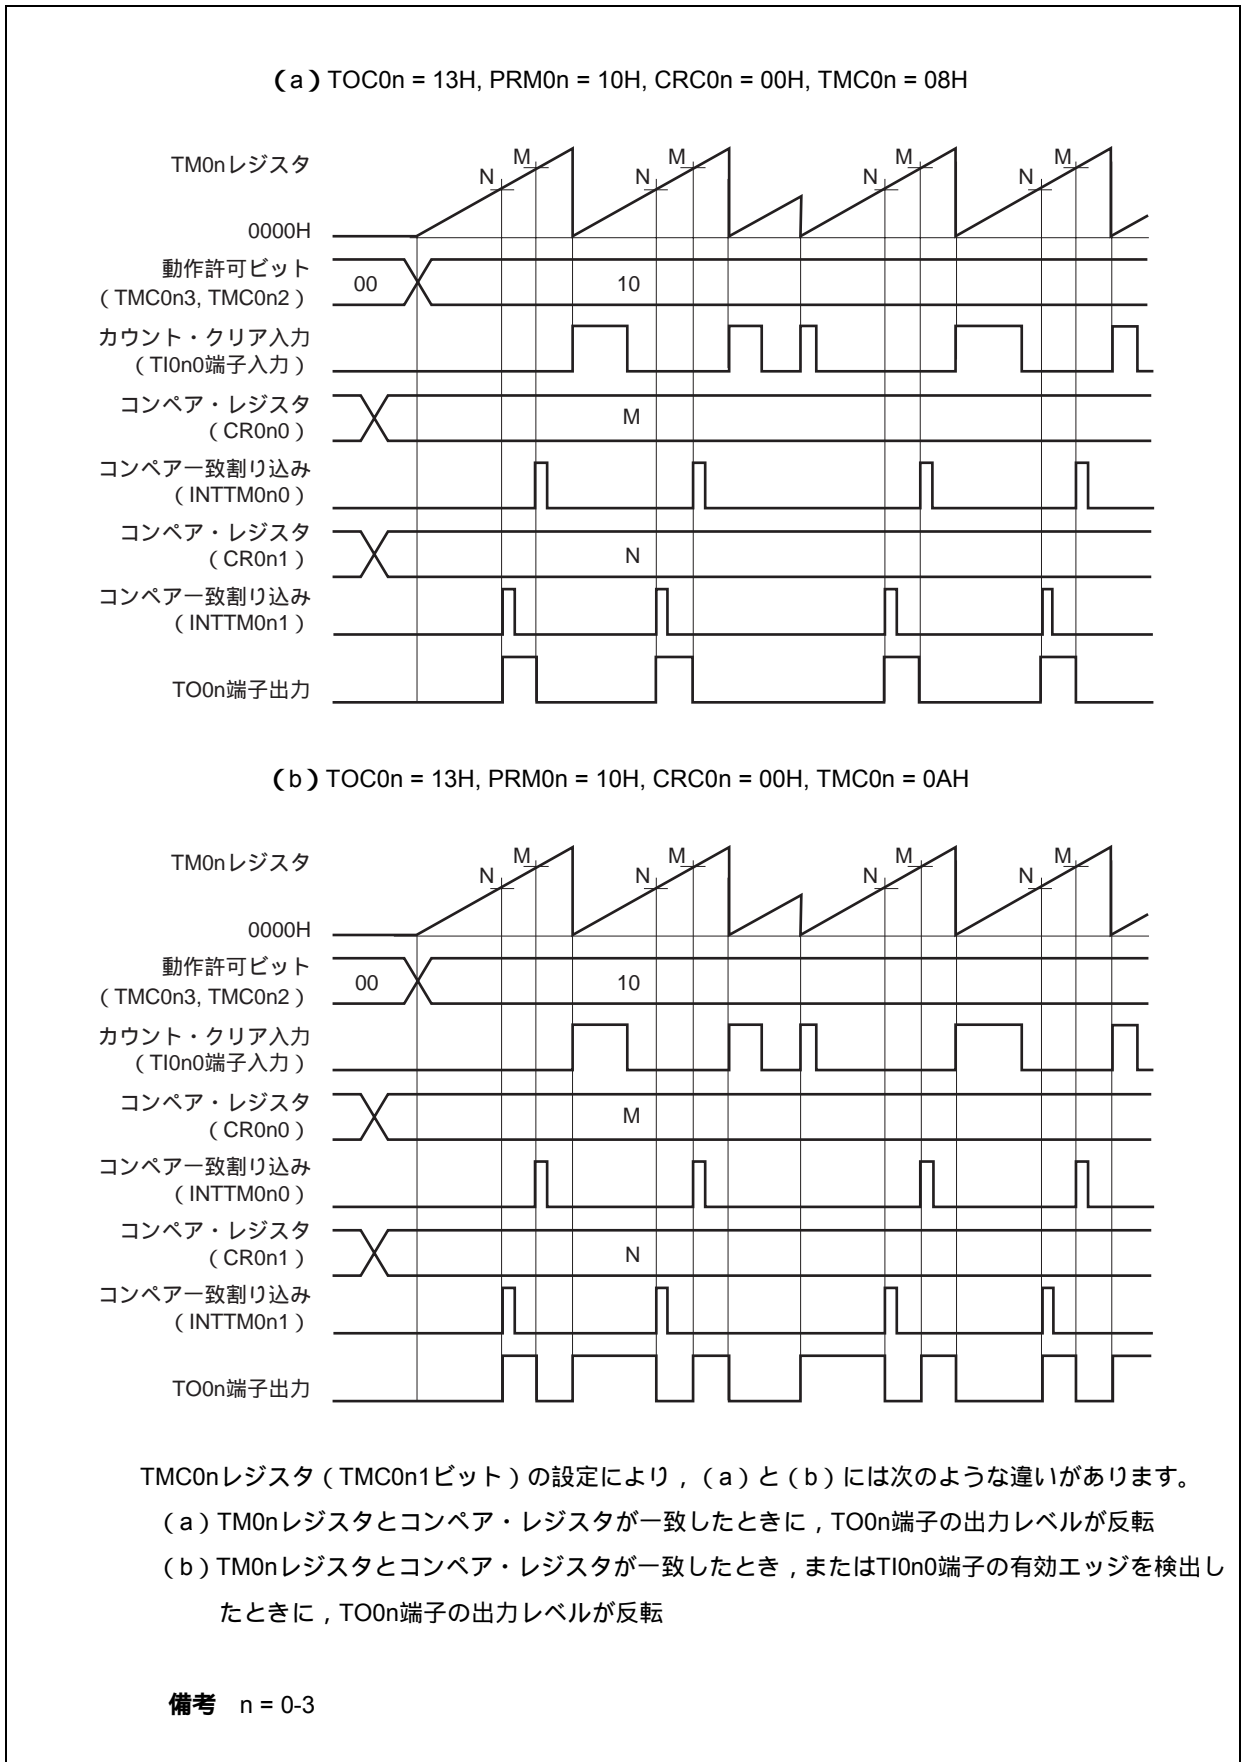 (a) TOC0n = 13H, PRM0n = 10H, CRC0n = 00H, TMC0n = 08H
TM0nレジスタ
N M N M N M N M
0000H
動作許可ビット
(TMC0n3, TMC0n2)
00 10
カウント・クリア入力
(TI0n0端子入力)
コンペア・レジスタ
(CR0n0)
M
コンペア一致割り込み
(INTTM0n0)
コンペア・レジスタ
(CR0n1)
N
コンペア一致割り込み
(INTTM0n1)
TO0n端子出力
(b) TOC0n = 13H, PRM0n = 10H, CRC0n = 00H, TMC0n = 0AH
TM0nレジスタ
N M N M N M N M
0000H
動作許可ビット
(TMC0n3, TMC0n2)
00 10
カウント・クリア入力
(TI0n0端子入力)
コンペア・レジスタ
(CR0n0)
M
コンペア一致割り込み
(INTTM0n0)
コンペア・レジスタ
(CR0n1)
N
コンペア一致割り込み
(INTTM0n1)
TO0n端子出力
TMC0nレジスタ(TMC0n1ビット)の設定により,(a)と(b)には次のような違いがあります。
(a)TM0nレジスタとコンペア・レジスタが一致したときに,TO0n端子の出力レベルが反転
(b)TM0nレジスタとコンペア・レジスタが一致したとき,またはTI0n0端子の有効エッジを検出し
たときに,TO0n端子の出力レベルが反転
備考 n = 0-3